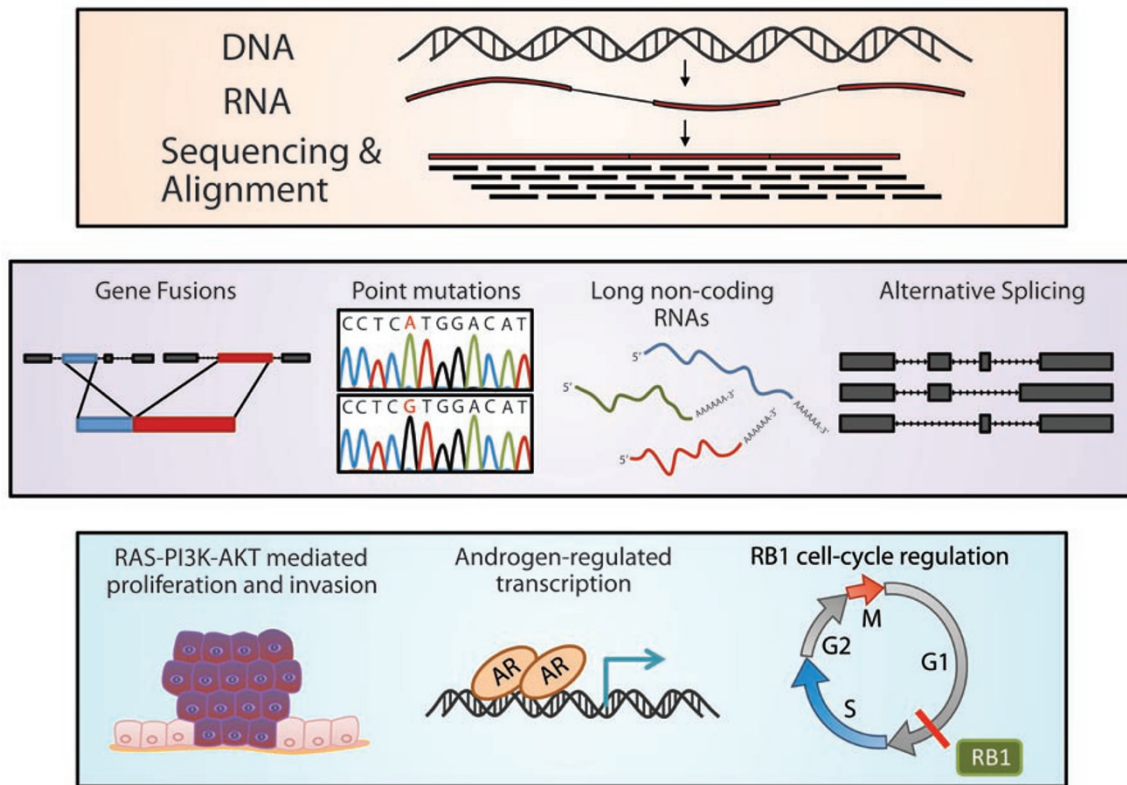 DNA
RNA
Sequencing &
Alignment
Gene Fusions
Point mutations
CCTCATGGACAT
CCTCGTGGACAT
Long non-coding
RNAs
5'
5'
AAAAAA-3'
5'
AAAAAA-3'
AAAAAA-3'
Alternative Splicing
RAS-PI3K-AKT mediated
proliferation and invasion
Androgen-regulated
transcription
AR
AR
RB1 cell-cycle regulation
M
G2
G1
S
RB1